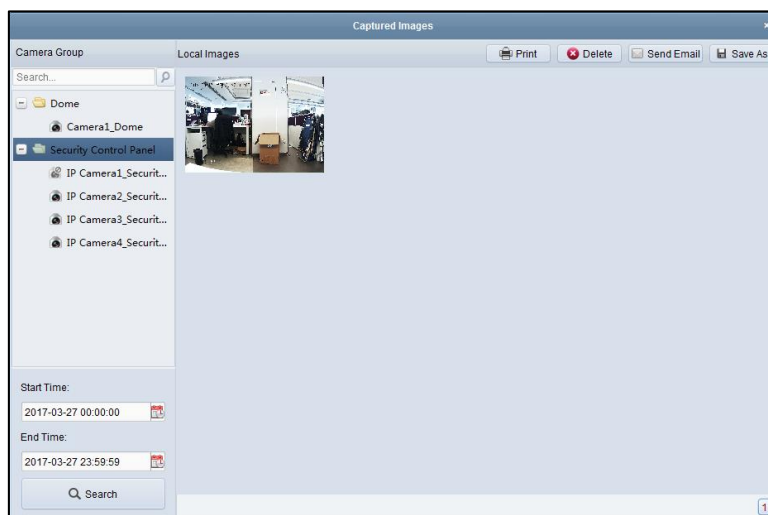 Captured Images
Camera Group
Local Images
Print
Delete
Send Email
Save As
Search...
Dome
Camera1_Dome
Security Control Panel
IP Camera1_Securit...
IP Camera2_Securit...
IP Camera3_Securit...
IP Camera4_Securit...
Start Time:
2017-03-27 00:00:00
End Time:
2017-03-27 23:59:59
Search
1